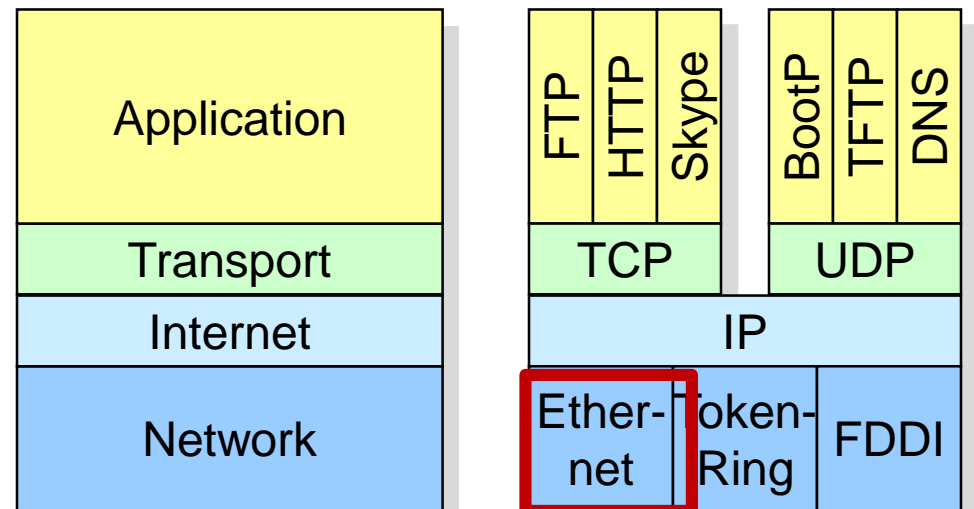 Application
Transport
Internet
Network
FTP
HTTP
Skype
BootP
TFTP
DNS
TCP
UDP
IP
Ether-
net
Token-
Ring
FDDI